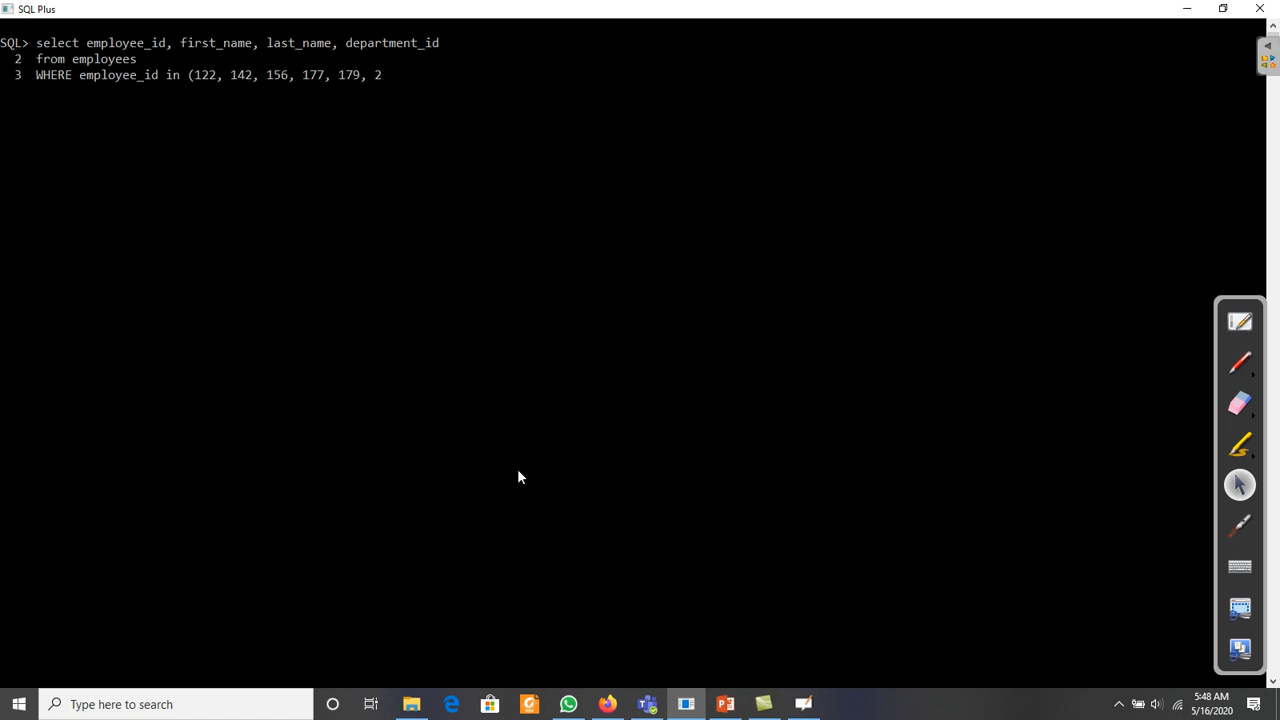 SQL Plus
SQL> select employee_id, first_name, last_name, department_id
2 from employees
3 WHERE employee_id in (122, 142, 156, 177, 179, 2
Type here to search
5:48 AM
5/16/2020